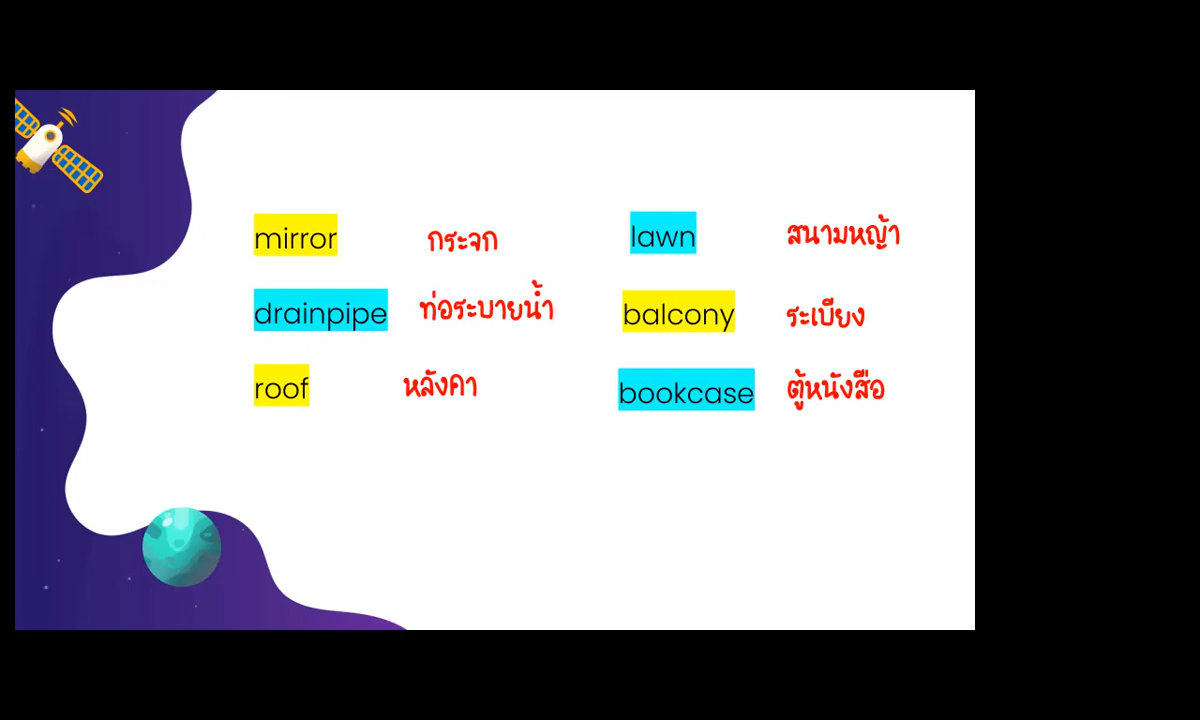 mirror กระจก
drainpipe ท่อระบายน้ำ
roof หลังคา
lawn สนามหญ้า
balcony ระเบียง
bookcase ตู้หนังสือ